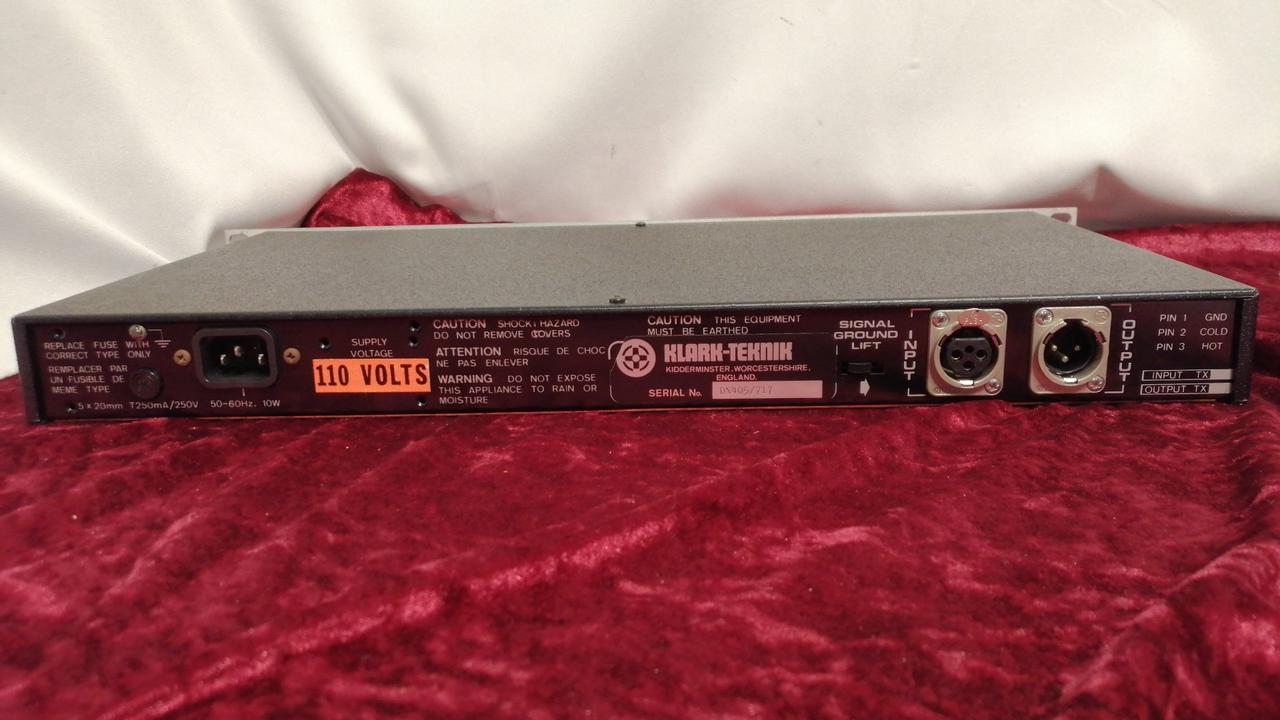 REPLACE FUSE WITH
CORRECT TYPE ONLY
REMPLACER PAR
UN FUSIBLE DE
MEME TYPE
5 x 20mm T250mA/250V
50-60Hz. 10W
SUPPLY
VOLTAGE
110 VOLTS
CAUTION SHOCK HAZARD
DO NOT REMOVE COVERS
ATTENTION RISQUE DE CHOC
NE PAS ENLEVER
WARNING DO NOT EXPOSE
THIS APPLIANCE TO RAIN OR
MOISTURE
CAUTION THIS EQUIPMENT
MUST BE EARTHED
KLARK-TEKNIK
KIDDERMINSTER, WORCESTERSHIRE,
ENGLAND.
SERIAL No. DN405/717
SIGNAL
GROUND
LIFT
INPUT
OUTPUT
PIN 1 GND
PIN 2 COLD
PIN 3 HOT
INPUT TX
OUTPUT TX